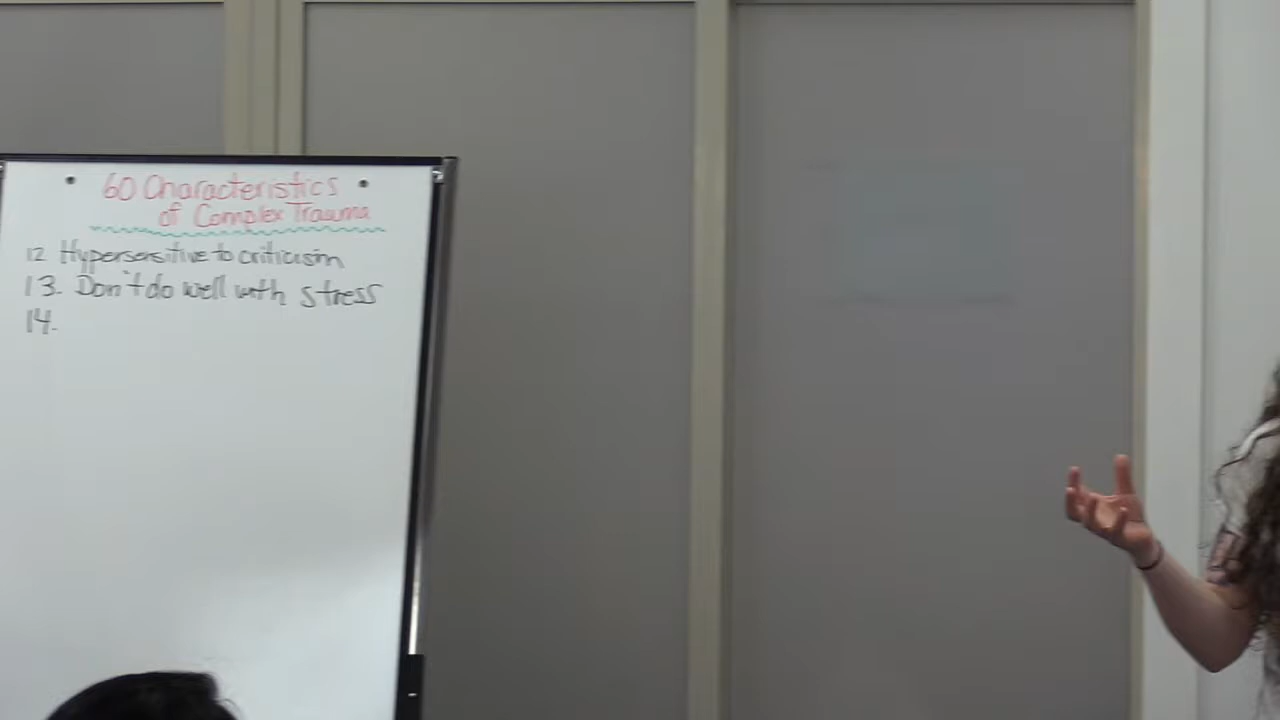 60 Characteristics
of Complex Trauma
12 Hypersensitive to criticism
13. Don't do well with stress
14.